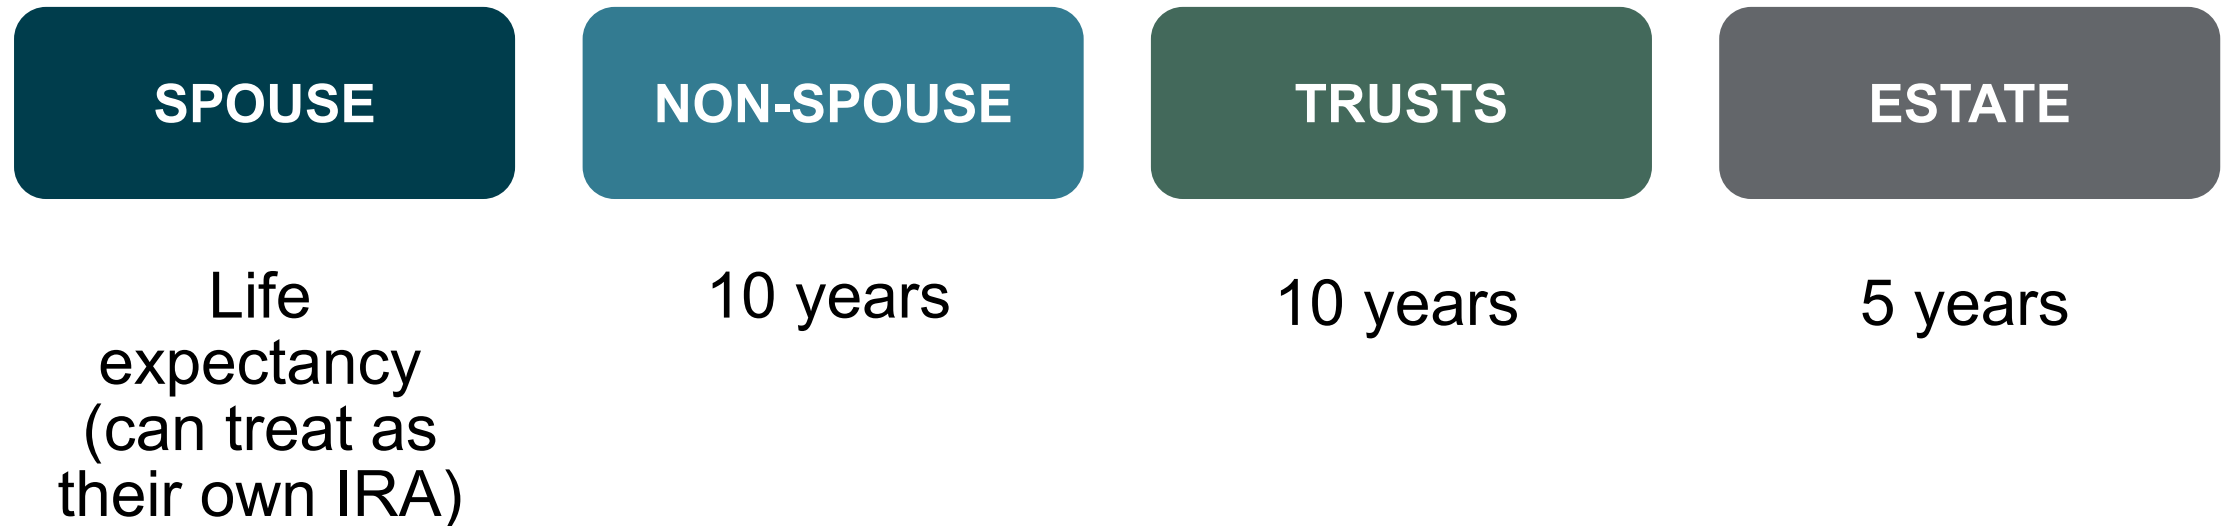 SPOUSE
NON-SPOUSE
TRUSTS
ESTATE
Life
expectancy
(can treat as
their own IRA)
10 years
10 years
5 years